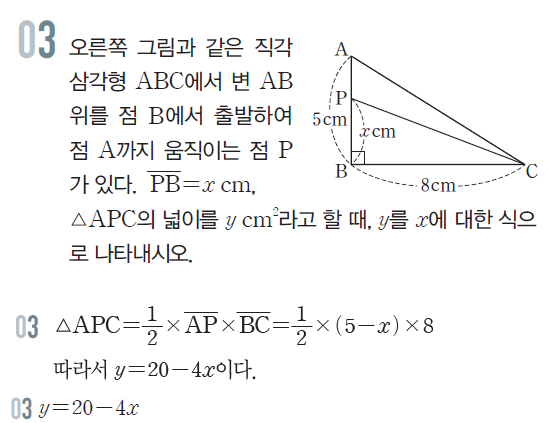 03 오른쪽 그림과 같은 직각
삼각형 ABC에서 변 AB
위를 점 B에서 출발하여
점 A까지 움직이는 점 P
가 있다. P̅B̅=x cm,
△APC의 넓이를 y cm²라고 할 때, y를 x에 대한 식으
로 나타내시오.
A
P
5cm
xcm
B
8cm
C
03 △APC=1/2×A̅P̅×B̅C̅=1/2×(5-x)×8
따라서 y=20-4x이다.
03 y=20-4x